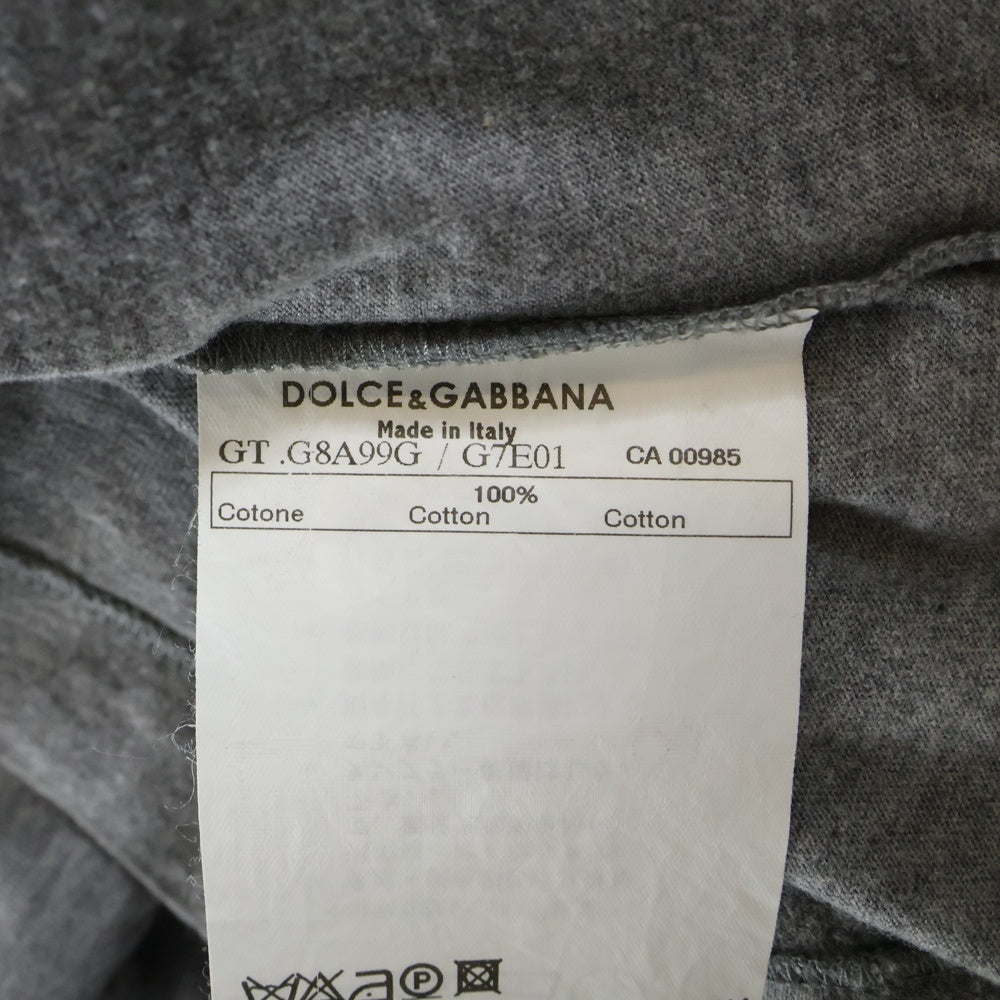 DOLCE&GABBANA
Made in Italy
GT .G8A99G / G7E01 CA 00985
100%
Cotone Cotton Cotton
P